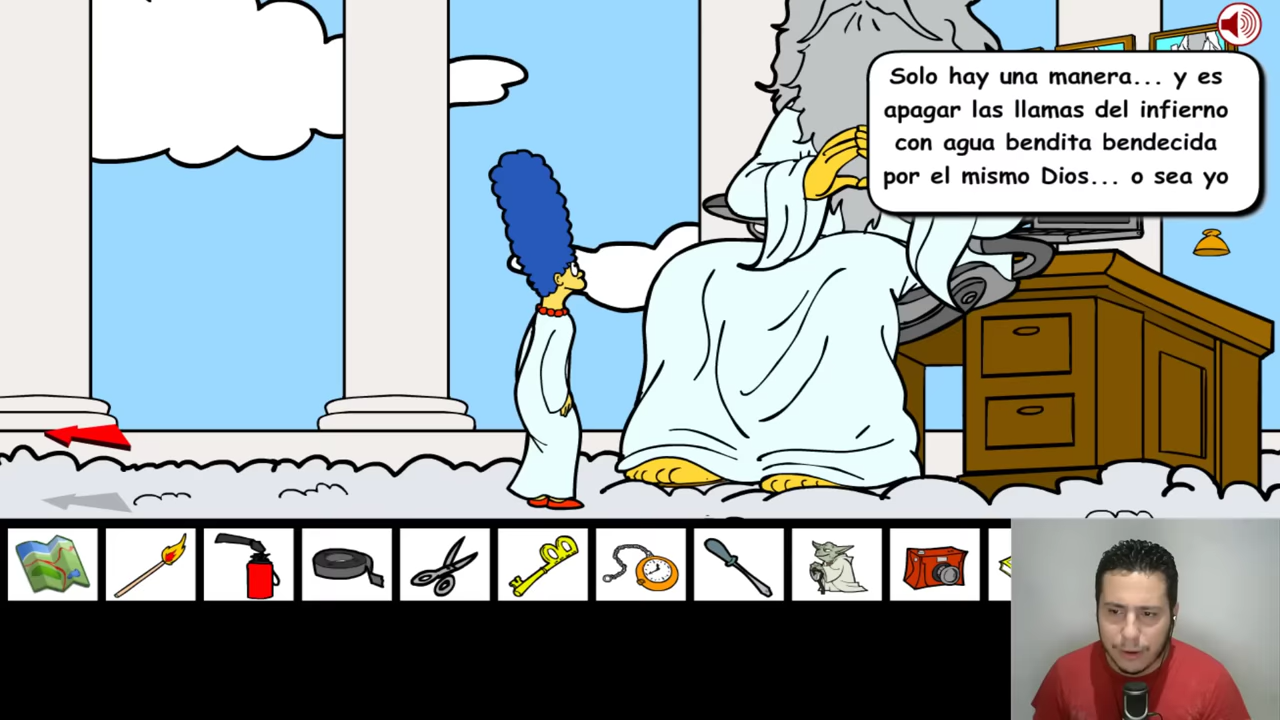 Solo hay una manera... y es
apagar las llamas del infierno
con agua bendita bendecida
por el mismo Dios... o sea yo